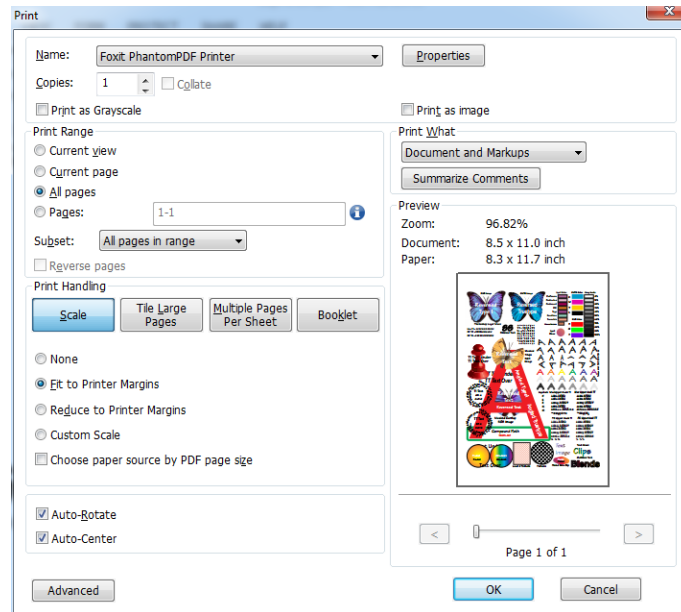 Print
Name: Foxit PhantomPDF Printer Properties
Copies: 1 Collate
Print as Grayscale Print as image
Print Range
Current view
Current page
All pages
Pages: 1-1
Subset: All pages in range
Reverse pages
Print What
Document and Markups
Summarize Comments
Preview
Zoom: 96.82%
Document: 8.5 x 11.0 inch
Paper: 8.3 x 11.7 inch
Print Handling
Scale Tile Large Pages Multiple Pages Per Sheet Booklet
None
Fit to Printer Margins
Reduce to Printer Margins
Custom Scale
Choose paper source by PDF page size
Auto-Rotate
Auto-Center
Clips
Blends
< >
Page 1 of 1
Advanced OK Cancel